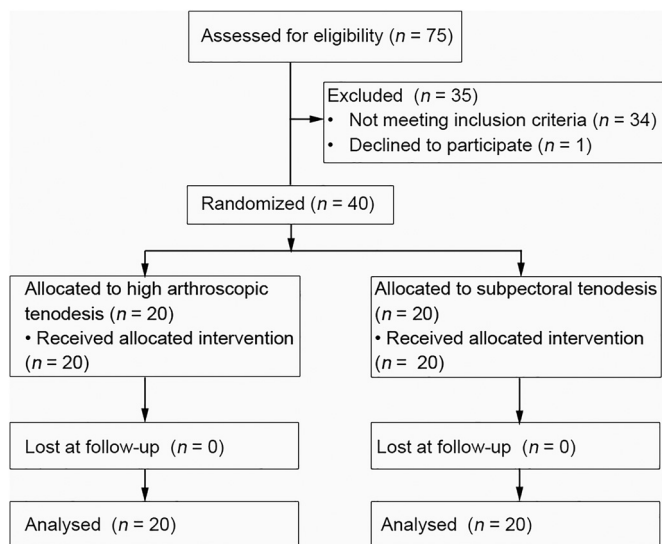 Assessed for eligibility (n = 75)
Excluded (n = 35)
• Not meeting inclusion criteria (n = 34)
• Declined to participate (n = 1)
Randomized (n = 40)
Allocated to high arthroscopic
tenodesis (n = 20)
• Received allocated intervention
(n = 20)
Allocated to subpectoral tenodesis
(n = 20)
• Received allocated intervention
(n = 20)
Lost at follow-up (n = 0)
Lost at follow-up (n = 0)
Analysed (n = 20)
Analysed (n = 20)